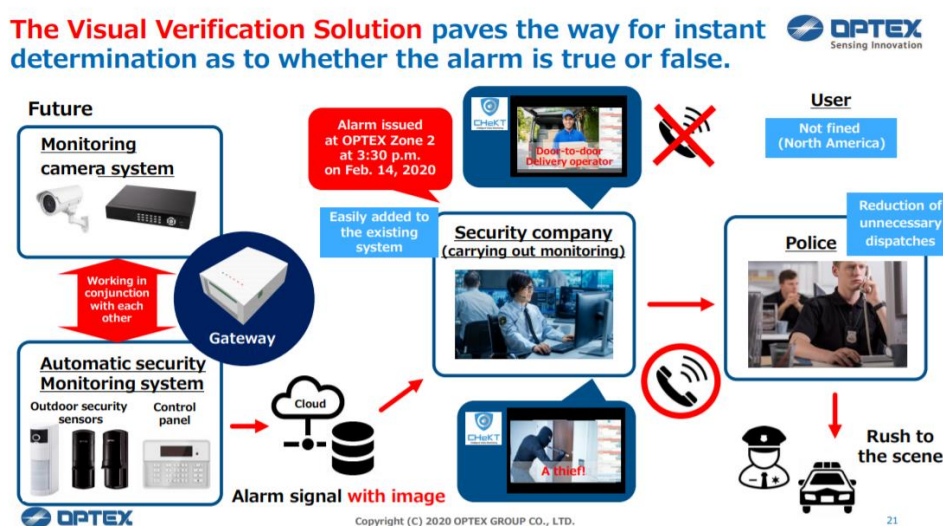 The Visual Verification Solution paves the way for instant
determination as to whether the alarm is true or false.
OPTEX
Sensing Innovation
Future
Monitoring
camera system
Working in
conjunction
with each
other
Gateway
Automatic security
Monitoring system
Outdoor security
sensors
Control
panel
Cloud
Alarm signal with image
Alarm issued
at OPTEX Zone 2
at 3:30 p.m.
on Feb. 14, 2020
Easily added to
the existing
system
CHeKT
Door-to-door
Delivery operator
Security company
(carrying out monitoring)
CHeKT
A thief!
User
Not fined
(North America)
Reduction of
unnecessary
dispatches
Police
Rush to
the scene
OPTEX
Copyright (C) 2020 OPTEX GROUP CO., LTD.
21